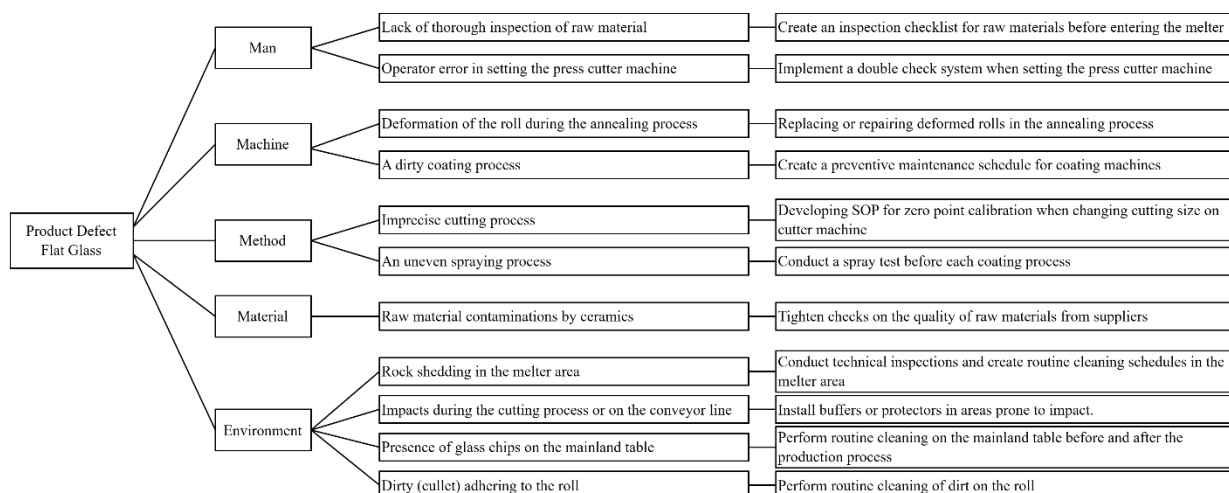 Product Defect
Flat Glass
Man
Lack of thorough inspection of raw material
Create an inspection checklist for raw materials before entering the melter
Operator error in setting the press cutter machine
Implement a double check system when setting the press cutter machine
Machine
Deformation of the roll during the annealing process
Replacing or repairing deformed rolls in the annealing process
A dirty coating process
Create a preventive maintenance schedule for coating machines
Method
Imprecise cutting process
Developing SOP for zero point calibration when changing cutting size on
cutter machine
An uneven spraying process
Conduct a spray test before each coating process
Material
Raw material contaminations by ceramics
Tighten checks on the quality of raw materials from suppliers
Environment
Rock shedding in the melter area
Conduct technical inspections and create routine cleaning schedules in the
melter area
Impacts during the cutting process or on the conveyor line
Install buffers or protectors in areas prone to impact.
Presence of glass chips on the mainland table
Perform routine cleaning on the mainland table before and after the
production process
Dirty (cullet) adhering to the roll
Perform routine cleaning of dirt on the roll